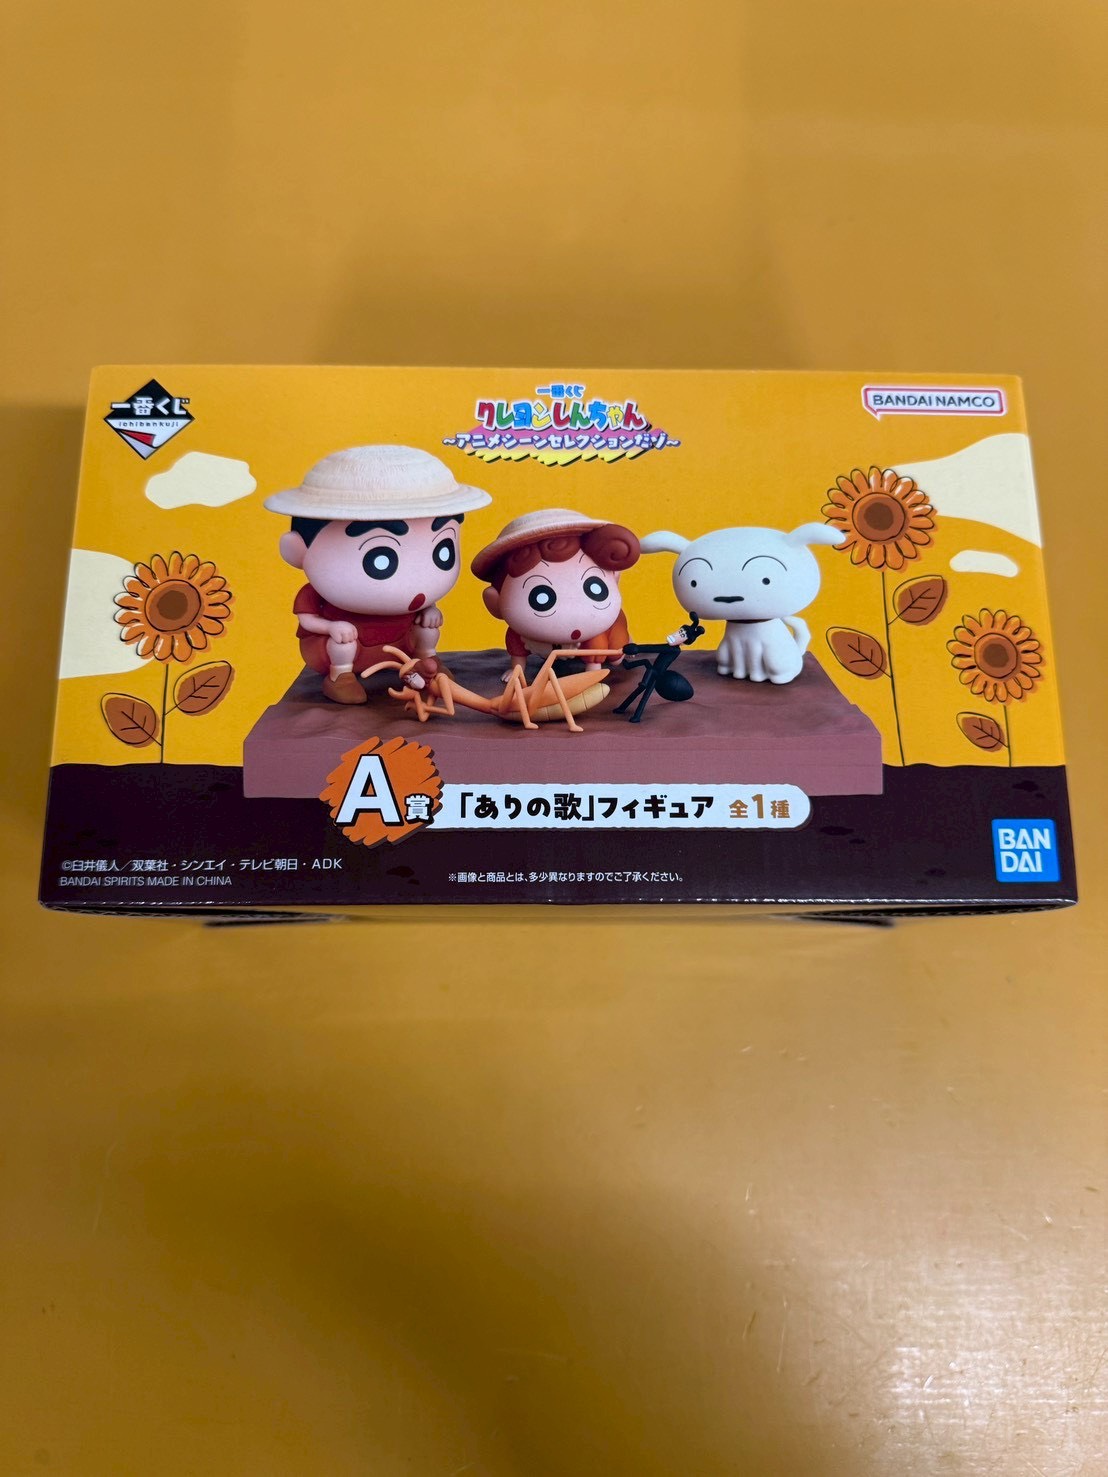 一番くじ
ichibankuji
一番くじ
クレヨンしんちゃん
~アニメシーンセレクションだゾ~
BANDAI NAMCO
A賞
「ありの歌」フィギュア 全1種
©臼井儀人/双葉社・シンエイ・テレビ朝日・ADK
BANDAI SPIRITS MADE IN CHINA
※画像と商品とは、多少異なりますのでご了承ください。
BAN
DAI